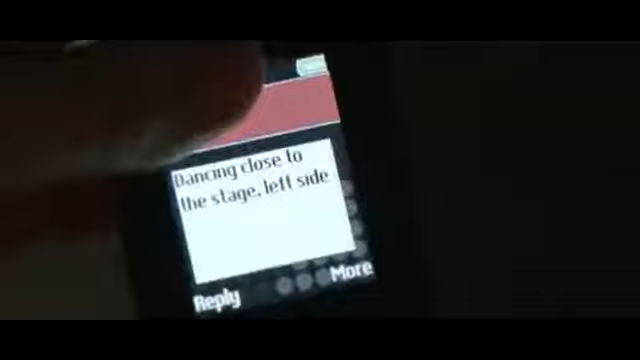 Dancing close to
the stage. left side
Reply
More